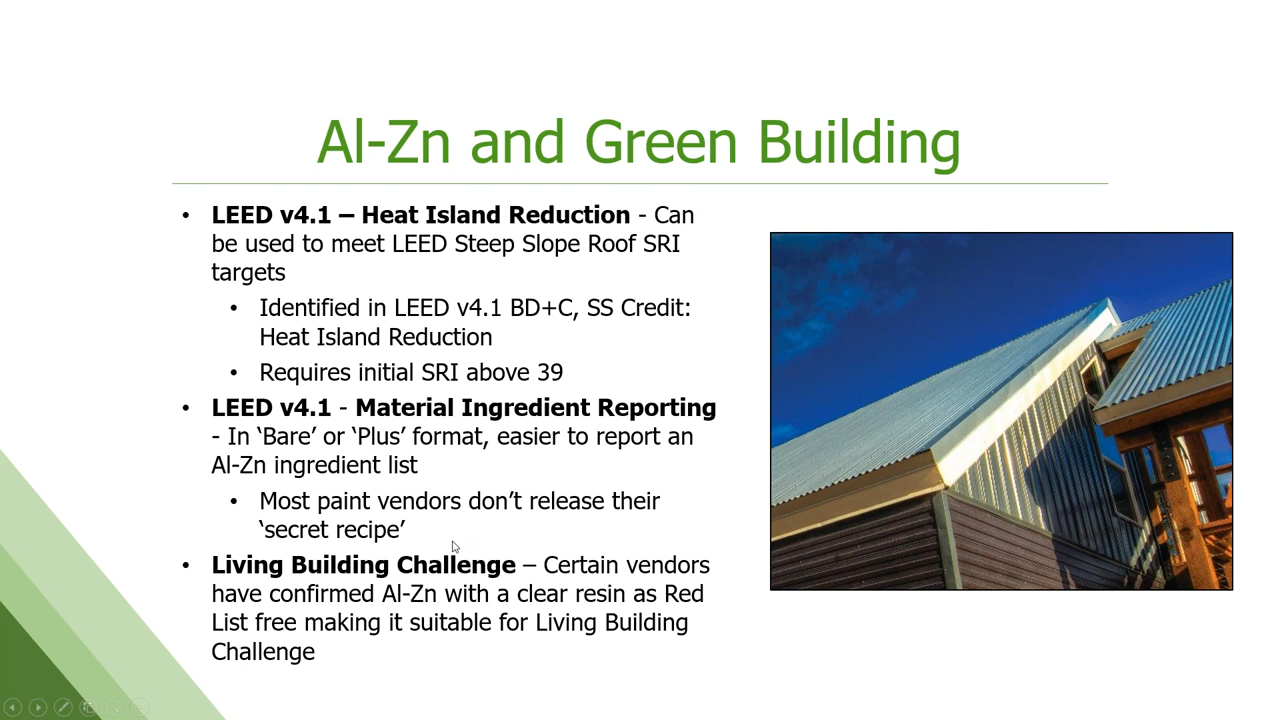 Al-Zn and Green Building
• LEED v4.1 – Heat Island Reduction - Can
be used to meet LEED Steep Slope Roof SRI
targets
• Identified in LEED v4.1 BD+C, SS Credit:
Heat Island Reduction
• Requires initial SRI above 39
• LEED v4.1 - Material Ingredient Reporting
- In ‘Bare’ or ‘Plus’ format, easier to report an
Al-Zn ingredient list
• Most paint vendors don’t release their
‘secret recipe’
• Living Building Challenge – Certain vendors
have confirmed Al-Zn with a clear resin as Red
List free making it suitable for Living Building
Challenge